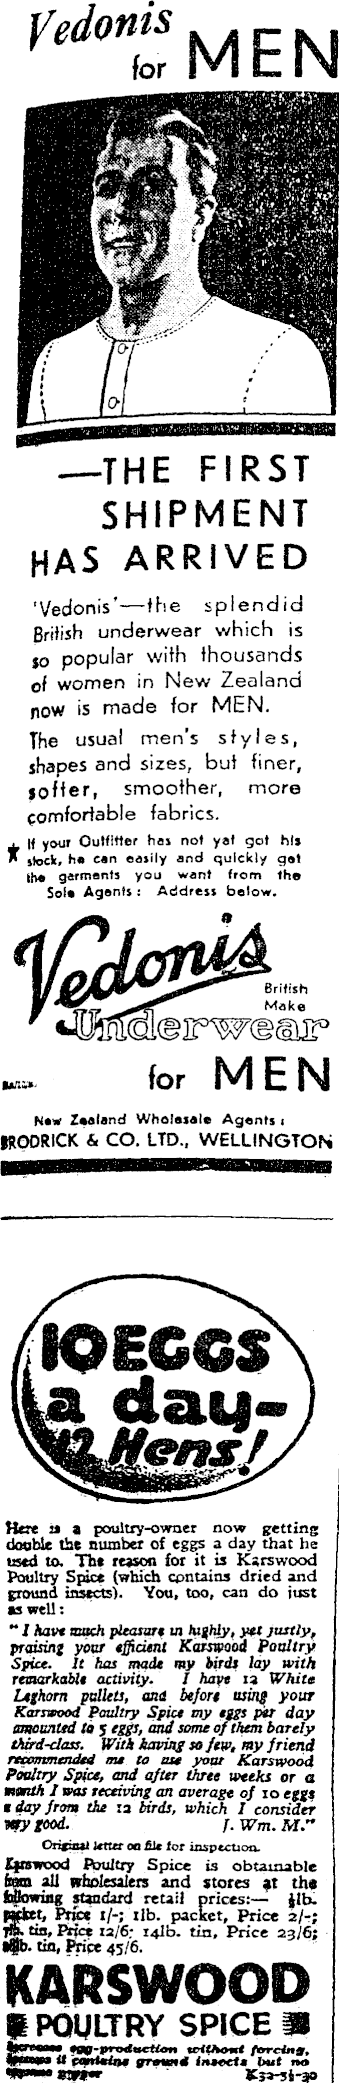 Vedonis
for MEN
—THE FIRST
SHIPMENT
HAS ARRIVED
'Vedonis'—the splendid
British underwear which is
so popular with thousands
of women in New Zealand
now is made for MEN.
The usual men's styles,
shapes and sizes, but finer,
softer, smoother, more
comfortable fabrics.
★ If your Outfitter has not yet got his
stock, he can easily and quickly get
the garments you want from the
Sole Agents: Address below.
Vedonis
British
Make
Underwear
for MEN
New Zealand Wholesale Agents:
BRODRICK & CO. LTD., WELLINGTON
10 EGGS
a day-
12 Hens!
Here is a poultry-owner now getting
double the number of eggs a day that he
used to. The reason for it is Karswood
Poultry Spice (which contains dried and
ground insects). You, too, can do just
as well:
"I have much pleasure in highly, yet justly,
praising your efficient Karswood Poultry
Spice. It has made my birds lay with
remarkable activity. I have 12 White
Leghorn pullets, and before using your
Karswood Poultry Spice my eggs per day
amounted to 5 eggs, and some of them barely
third-class. With having so few, my friend
recommended me to use your Karswood
Poultry Spice, and after three weeks or a
month I was receiving an average of 10 eggs
a day from the 12 birds, which I consider
very good. J. Wm. M."
Original letter on file for inspection.
Karswood Poultry Spice is obtainable
from all wholesalers and stores at the
following standard retail prices:— ½lb.
packet, Price 1/-; 1lb. packet, Price 2/-;
tin, Price 12/6; 14lb. tin, Price 23/6;
tin, Price 45/6.
KARSWOOD
POULTRY SPICE
Increases egg-production without forcing,
because it contains ground insects but no
pepper K32-31-30